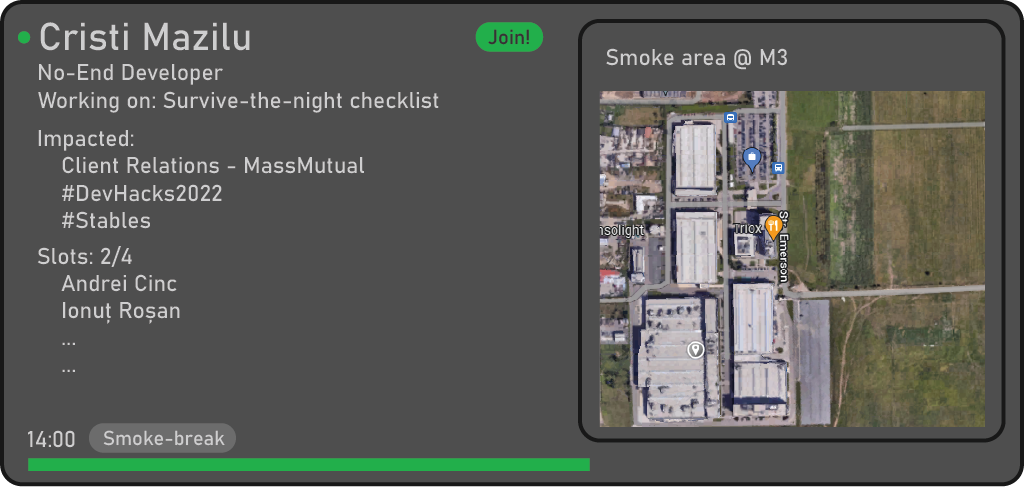 Cristi Mazilu
Join!
No-End Developer
Working on: Survive-the-night checklist
Impacted:
Client Relations - MassMutual
#DevHacks2022
#Stables
Slots: 2/4
Andrei Cinc
Ionuț Roșan
...
...
14:00
Smoke-break
Smoke area @ M3
nsolight
Triox
Str. Emerson